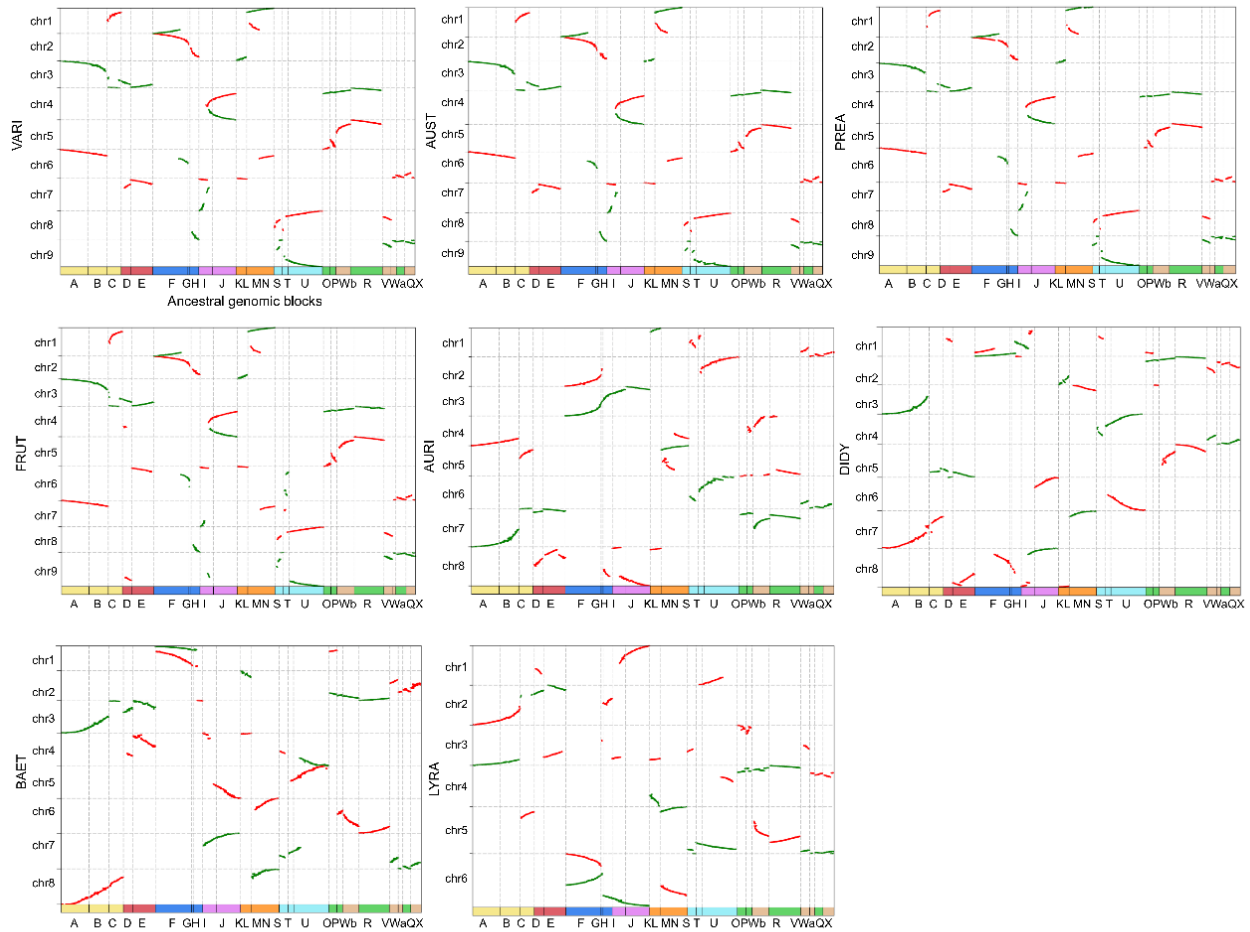 chr1
chr2
chr3
chr4
chr5
chr6
chr7
chr8
chr9
VARI
A B C D E F GH I J KL MN S T U OPWb R VWaQX
Ancestral genomic blocks
chr1
chr2
chr3
chr4
chr5
chr6
chr7
chr8
chr9
AUST
A B C D E F GH I J KL MN S T U OPWb R VWaQX
chr1
chr2
chr3
chr4
chr5
chr6
chr7
chr8
chr9
PREA
A B C D E F GH I J KL MN S T U OPWb R VWaQX
chr1
chr2
chr3
chr4
chr5
chr6
chr7
chr8
chr9
FRUT
A B C D E F GH I J KL MN S T U OPWb R VWaQX
chr1
chr2
chr3
chr4
chr5
chr6
chr7
chr8
AURI
A B C D E F GH I J KL MN S T U OPWb R VWaQX
chr1
chr2
chr3
chr4
chr5
chr6
chr7
chr8
DIDY
A B C D E F GH I J KL MN S T U OPWb R VWaQX
chr1
chr2
chr3
chr4
chr5
chr6
chr7
chr8
BAET
A B C D E F GH I J KL MN S T U OPWb R VWaQX
chr1
chr2
chr3
chr4
chr5
chr6
LYRA
A B C D E F GH I J KL MN S T U OPWb R VWaQX